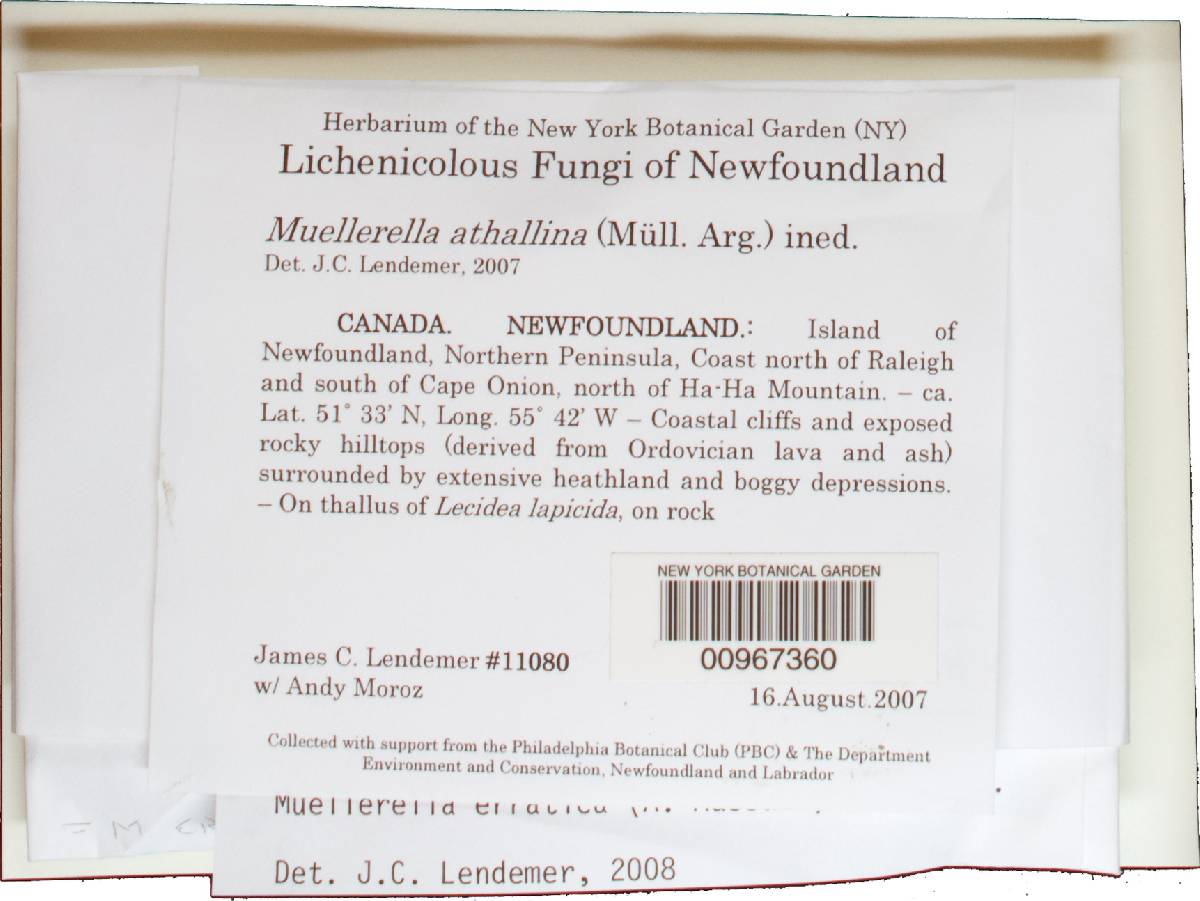 Herbarium of the New York Botanical Garden (NY)
Lichenicolous Fungi of Newfoundland
Muellerella athallina (Müll. Arg.) ined.
Det. J.C. Lendemer, 2007
CANADA. NEWFOUNDLAND.: Island of
Newfoundland, Northern Peninsula, Coast north of Raleigh
and south of Cape Onion, north of Ha-Ha Mountain. – ca.
Lat. 51° 33' N, Long. 55° 42' W – Coastal cliffs and exposed
rocky hilltops (derived from Ordovician lava and ash)
surrounded by extensive heathland and boggy depressions.
– On thallus of Lecidea lapicida, on rock
NEW YORK BOTANICAL GARDEN
00967360
James C. Lendemer #11080
w/ Andy Moroz
16.August.2007
Collected with support from the Philadelphia Botanical Club (PBC) & The Department
Environment and Conservation, Newfoundland and Labrador
Muellerella erratica
= M
Det. J.C. Lendemer, 2008